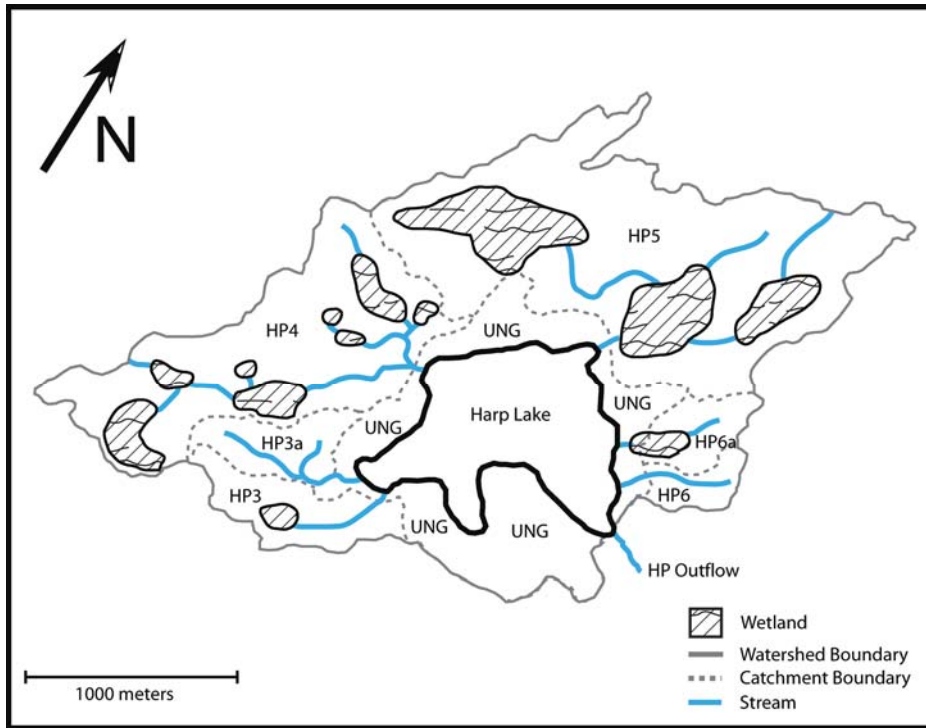 N
HP5
HP4
UNG
Harp Lake
UNG
UNG
HP3a
HP6a
HP3
HP6
UNG
UNG
HP Outflow
Wetland
Watershed Boundary
Catchment Boundary
Stream
1000 meters